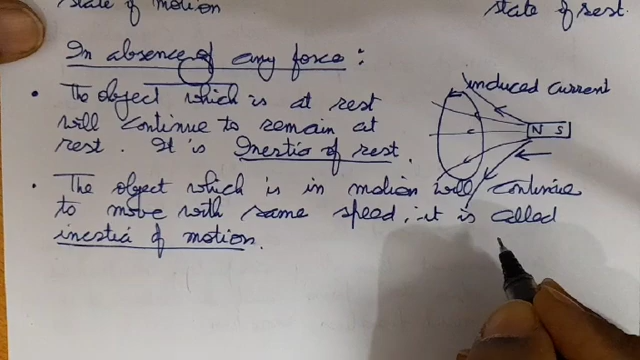 state of motion
state of rest.
In absence of any force :
induced current
N S
• The object which is at rest
will continue to remain at
rest. It is Inertia of rest.
• The object which is in motion will continue
to move with same speed, it is called
inertia of motion.